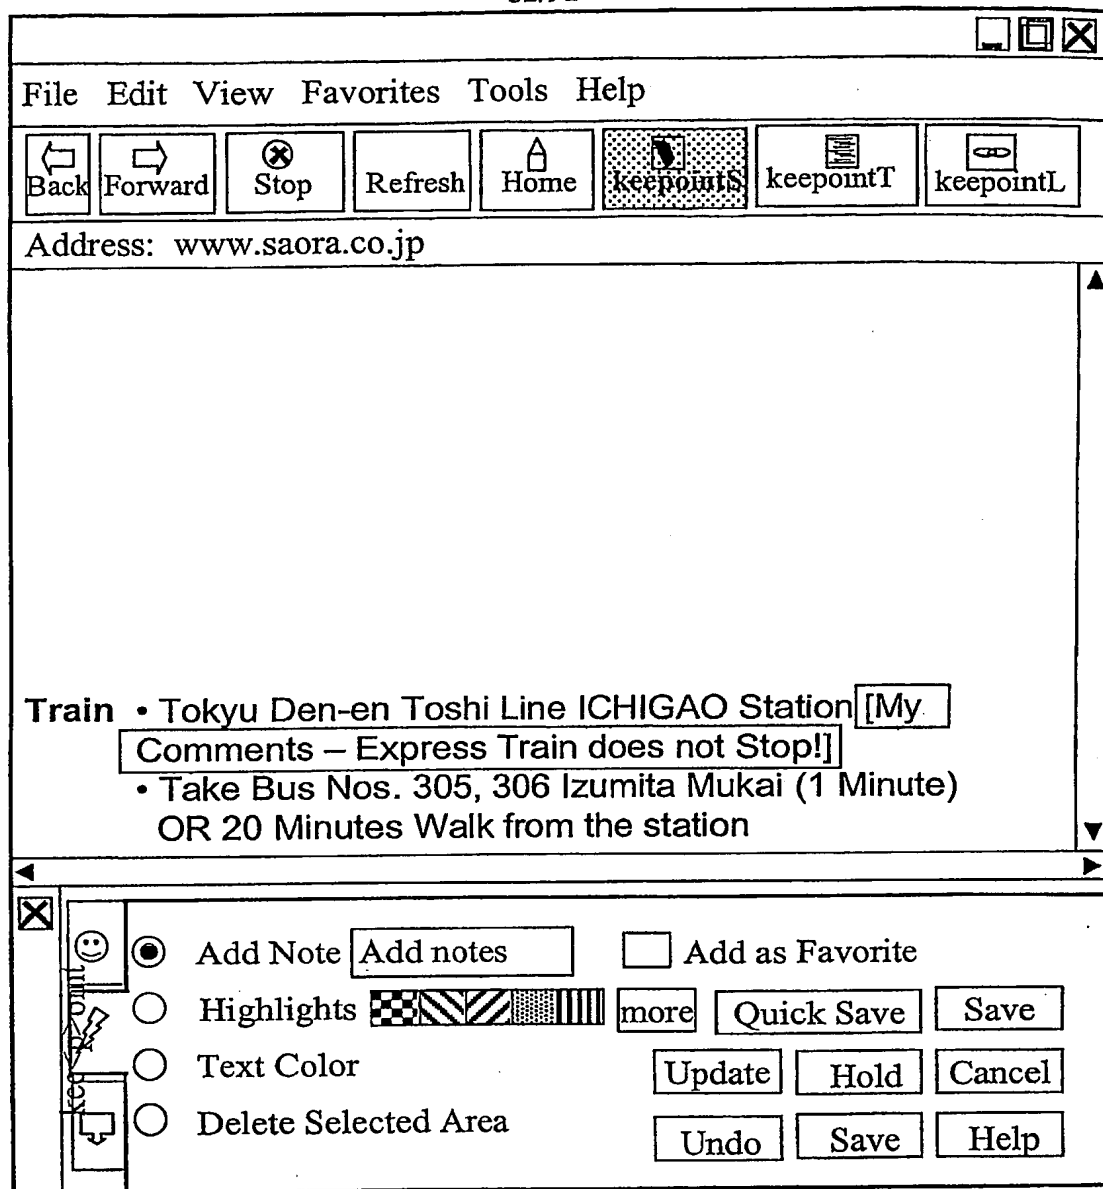 File Edit View Favorites Tools Help
Back Forward Stop Refresh Home keepointS keepointT keepointL
Address: www.saora.co.jp
Train • Tokyu Den-en Toshi Line ICHIGAO Station [My
Comments – Express Train does not Stop!]
• Take Bus Nos. 305, 306 Izumita Mukai (1 Minute)
OR 20 Minutes Walk from the station
Add Note Add notes Add as Favorite
Highlights more Quick Save Save
Text Color Update Hold Cancel
Delete Selected Area Undo Save Help